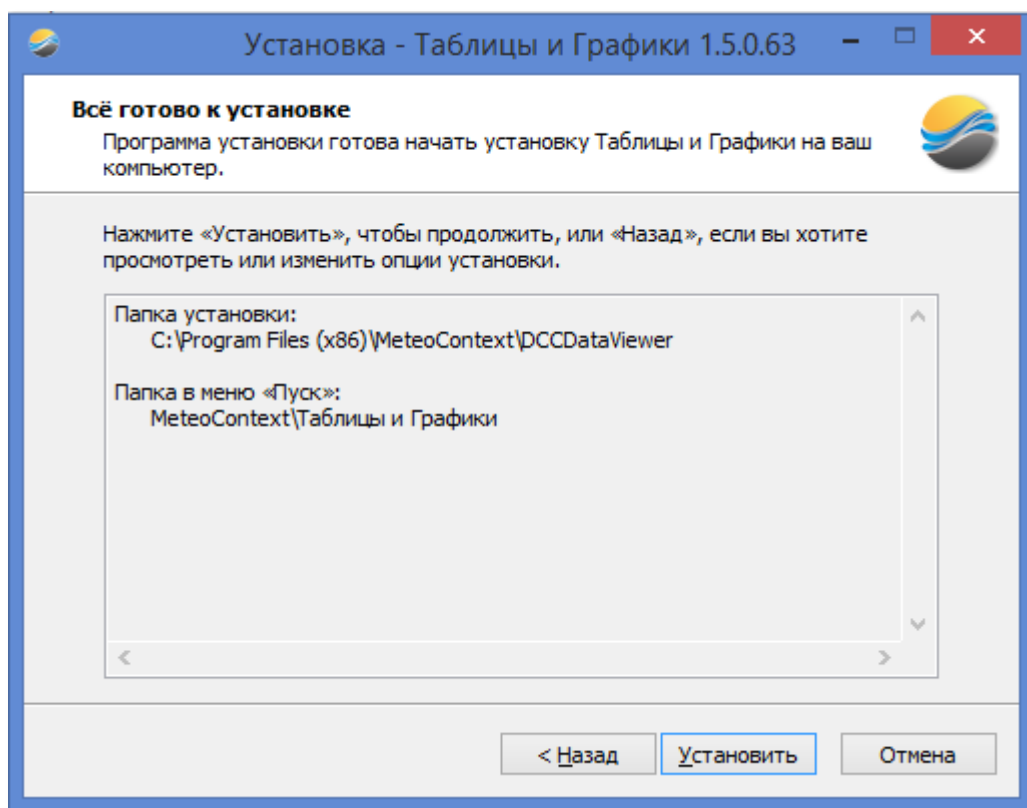 Установка - Таблицы и Графики 1.5.0.63
Всё готово к установке
Программа установки готова начать установку Таблицы и Графики на ваш
компьютер.
Нажмите «Установить», чтобы продолжить, или «Назад», если вы хотите
просмотреть или изменить опции установки.
Папка установки:
C:\Program Files (x86)\MeteoContext\DCCDataViewer
Папка в меню «Пуск»:
MeteoContext\Таблицы и Графики
< Назад
Установить
Отмена